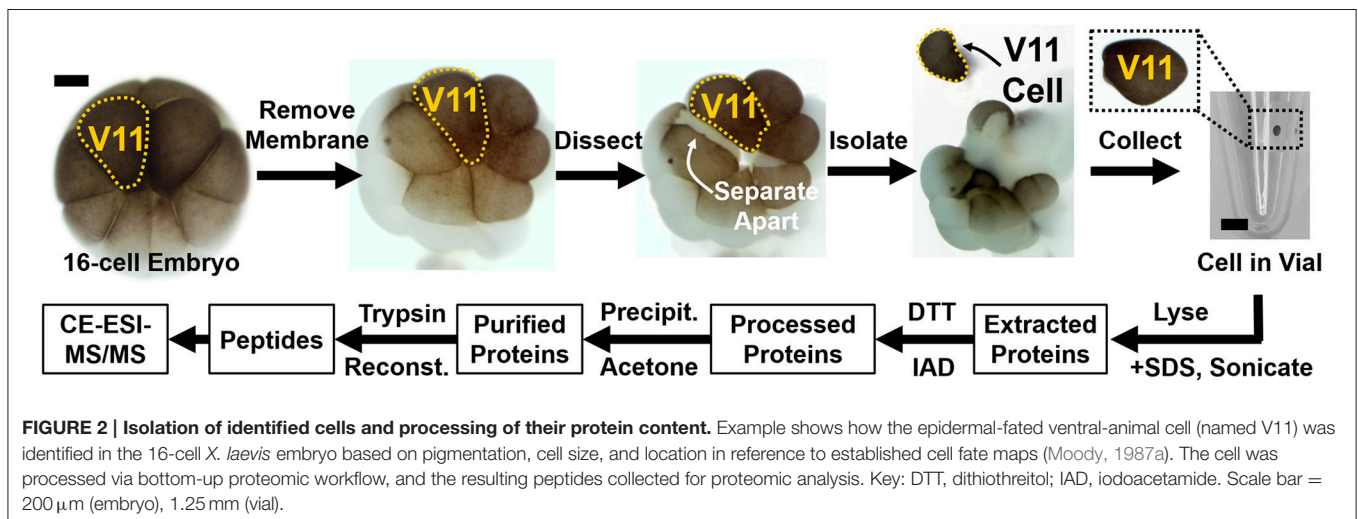 V11
16-cell Embryo
Remove
Membrane
V11
Dissect
V11
Separate
Apart
Isolate
V11
Cell
Collect
V11
Cell in Vial
Lyse
+SDS, Sonicate
Extracted
Proteins
DTT
IAD
Processed
Proteins
Precipit.
Acetone
Purified
Proteins
Trypsin
Reconst.
Peptides
CE-ESI-
MS/MS
FIGURE 2 | Isolation of identified cells and processing of their protein content. Example shows how the epidermal-fated ventral-animal cell (named V11) was
identified in the 16-cell X. laevis embryo based on pigmentation, cell size, and location in reference to established cell fate maps (Moody, 1987a). The cell was
processed via bottom-up proteomic workflow, and the resulting peptides collected for proteomic analysis. Key: DTT, dithiothreitol; IAD, iodoacetamide. Scale bar =
200 μm (embryo), 1.25 mm (vial).